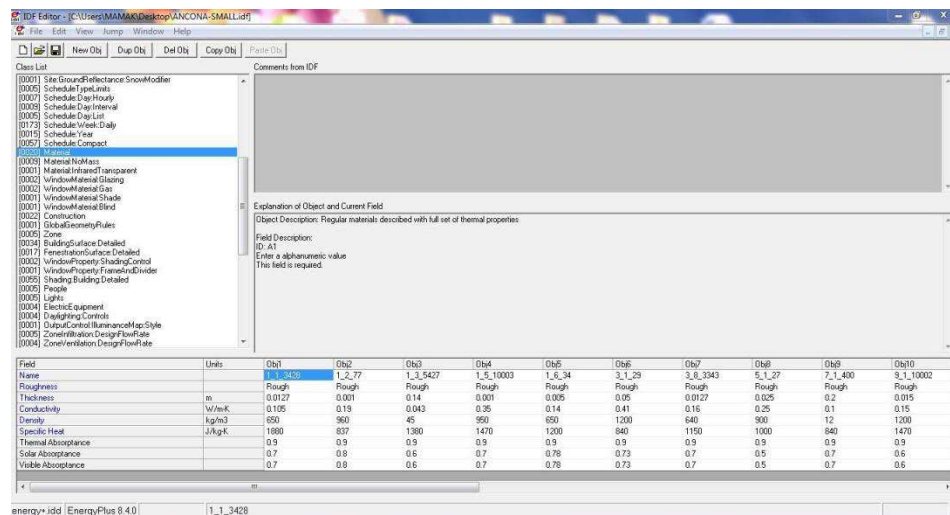 IDF Editor - [C:\Users\MAMAK\Desktop\ANCONA-SMALL.idf]
File Edit View Jump Window Help
New Obj Dup Obj Del Obj Copy Obj Paste Obj
Class List
Comments from IDF
[0001] Site:GroundReflectance:SnowModifier
[0005] ScheduleTypeLimits
[0007] Schedule:Day:Hourly
[0009] Schedule:Day:Interval
[0005] Schedule:Day:List
[0173] Schedule:Week:Daily
[0015] Schedule:Year
[0057] Schedule:Compact
Material
[0009] Material:NoMass
[0001] Material:InfraredTransparent
[0002] WindowMaterial:Glazing
[0002] WindowMaterial:Gas
[0001] WindowMaterial:Shade
[0001] WindowMaterial:Blind
[0022] Construction
[0001] GlobalGeometryRules
[0005] Zone
[0034] BuildingSurface:Detailed
[0017] FenestrationSurface:Detailed
[0002] WindowProperty:ShadingControl
[0001] WindowProperty:FrameAndDivider
[0055] Shading:Building:Detailed
[0005] People
[0005] Lights
[0004] ElectricEquipment
[0004] Daylighting:Controls
[0001] OutputControl:IlluminanceMap:Style
[0005] ZoneInfiltration:DesignFlowRate
[0004] ZoneVentilation:DesignFlowRate
Explanation of Object and Current Field
Object Description: Regular materials described with full set of thermal properties
Field Description:
ID: A1
Enter a alphanumeric value
This field is required.
Field Units Obj1 Obj2 Obj3 Obj4 Obj5 Obj6 Obj7 Obj8 Obj9 Obj10
Name 1_1_3428 1_2_77 1_3_5427 1_5_10003 1_6_34 3_1_29 3_8_3343 5_1_27 7_1_400 9_1_10002
Roughness Rough Rough Rough Rough Rough Rough Rough Rough Rough Rough
Thickness m 0.0127 0.001 0.14 0.001 0.005 0.025 0.0127 0.025 0.2 0.015
Conductivity W/m-K 0.105 0.19 0.043 0.35 0.14 0.41 0.16 0.25 0.1 0.15
Density kg/m3 650 960 45 950 650 1200 640 900 12 1200
Specific Heat J/kg-K 1880 837 1380 1470 1200 840 1150 1000 840 1470
Thermal Absorptance 0.9 0.9 0.9 0.9 0.9 0.9 0.9 0.9 0.9 0.9
Solar Absorptance 0.7 0.8 0.6 0.7 0.78 0.73 0.7 0.5 0.7 0.6
Visible Absorptance 0.7 0.8 0.6 0.7 0.78 0.73 0.7 0.5 0.7 0.6
energy+.idd EnergyPlus 8.4.0 1_1_3428